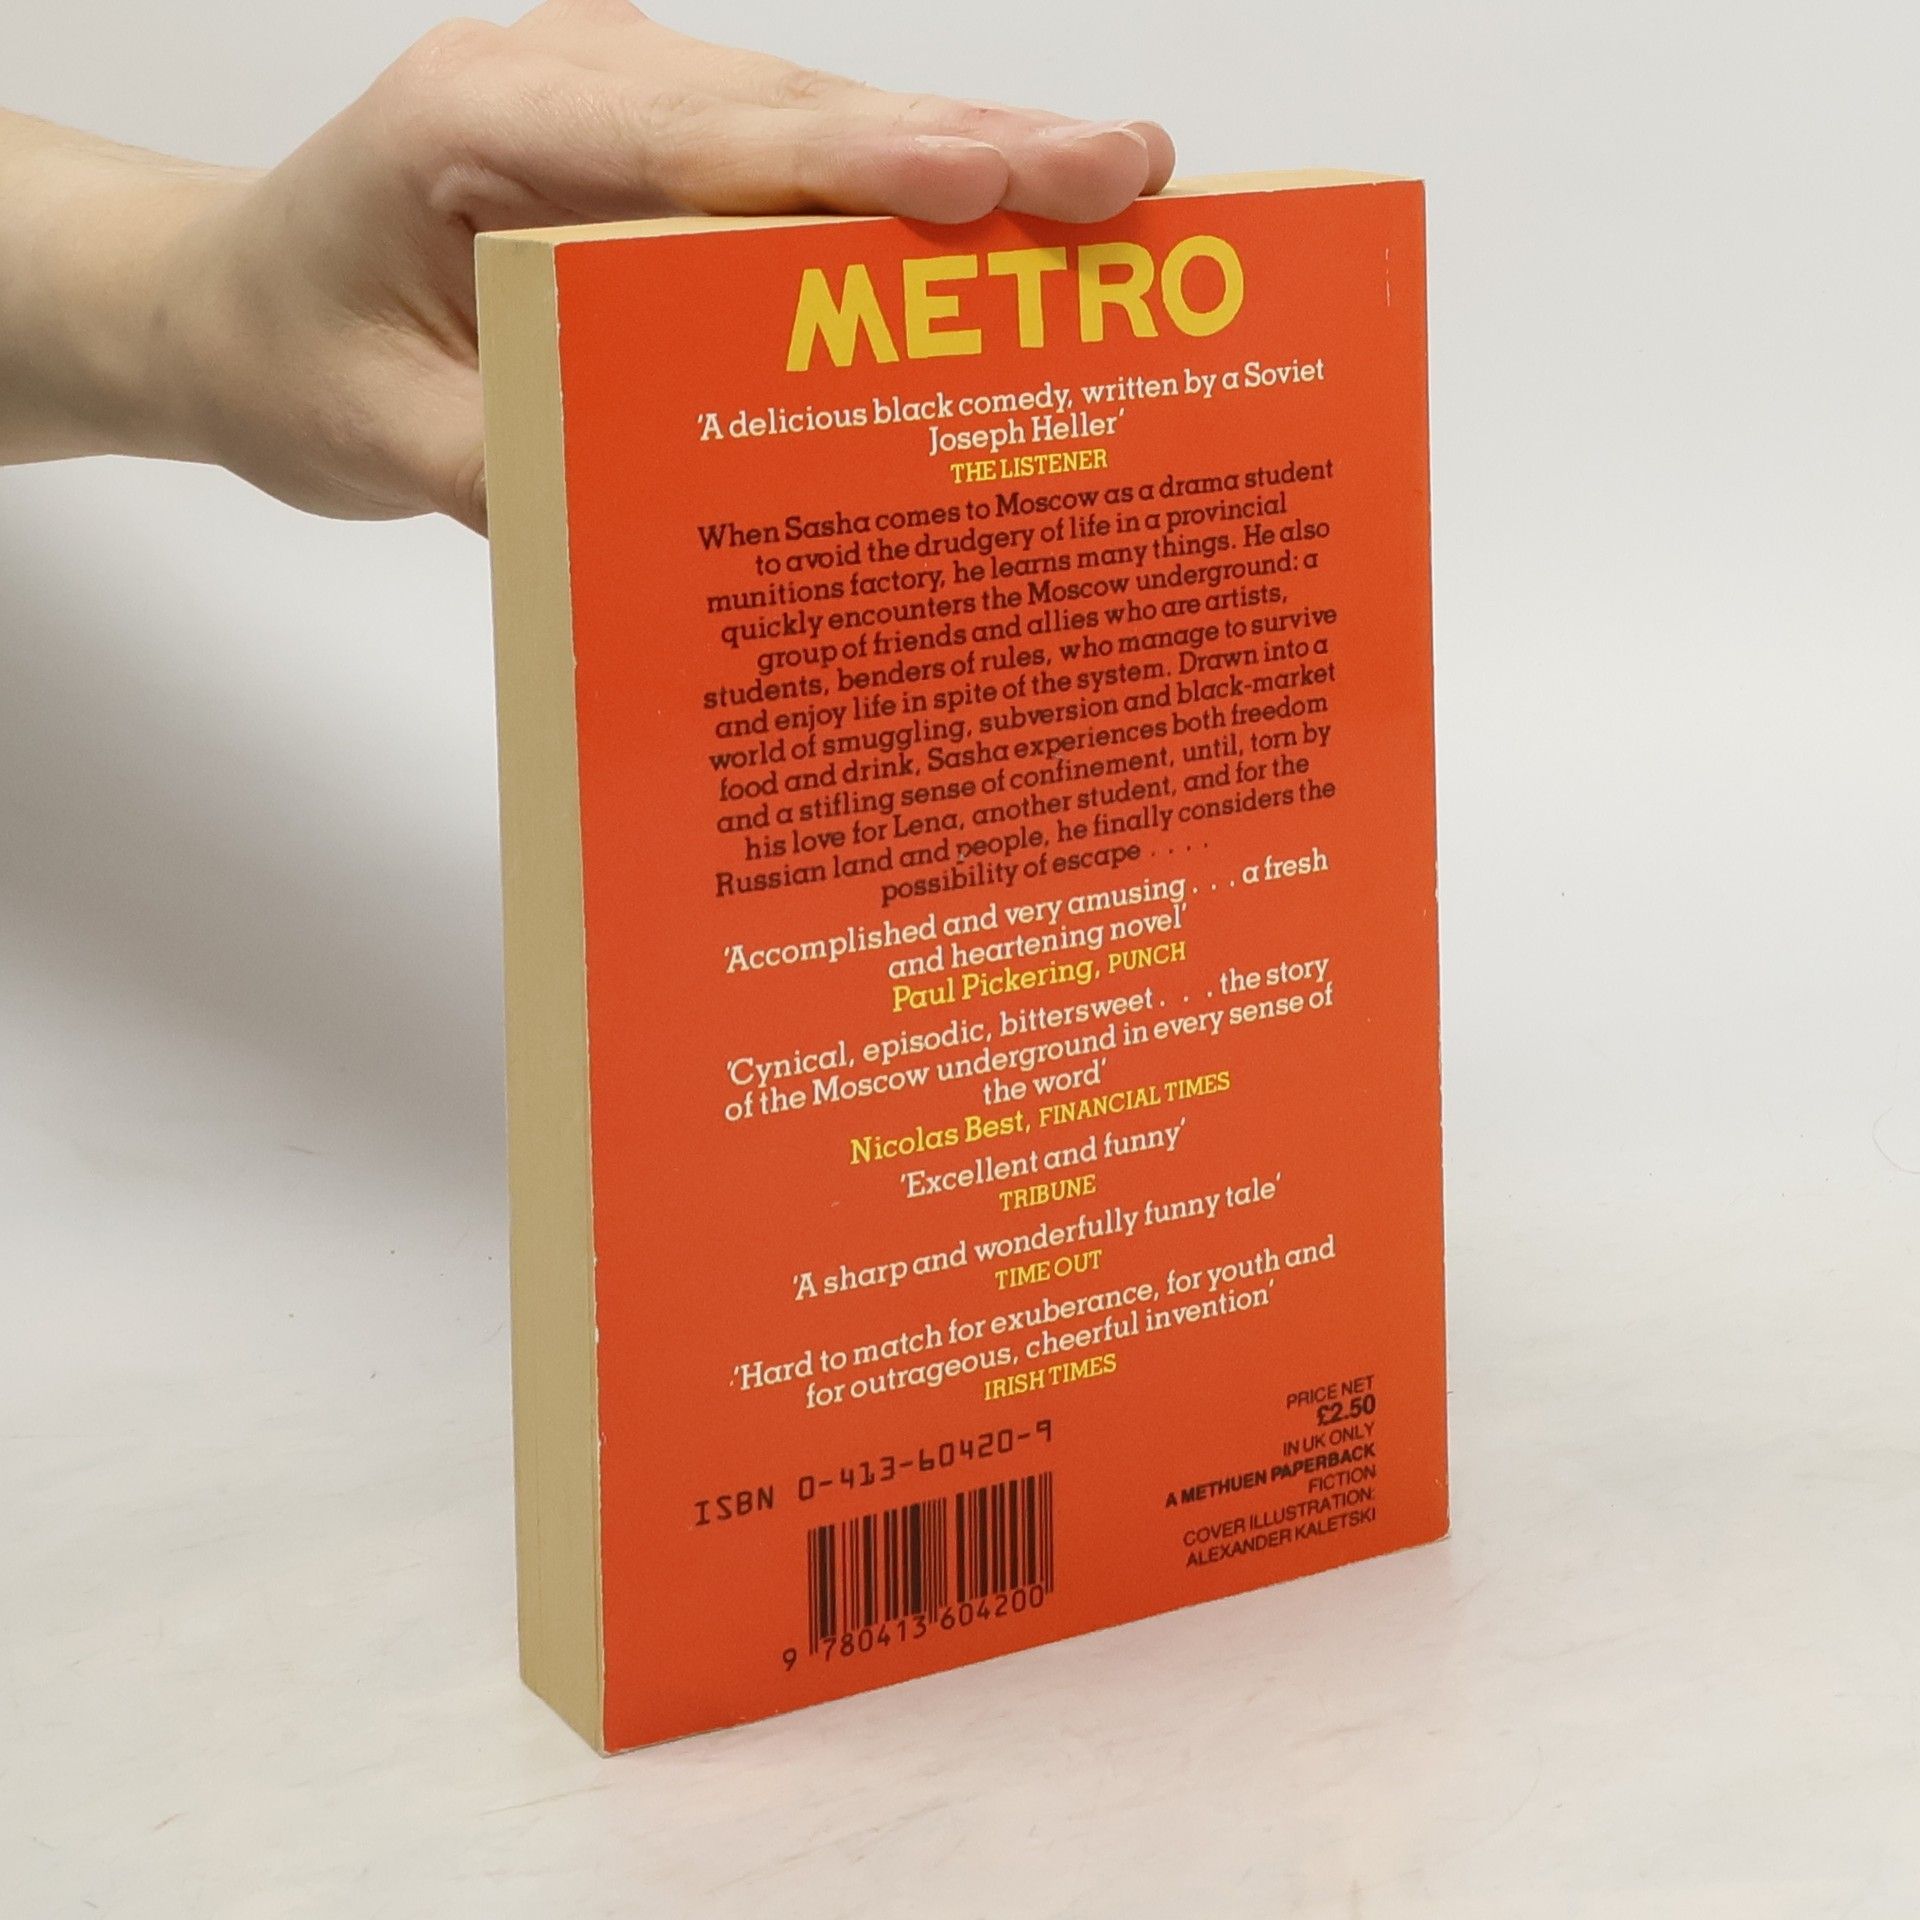 METRO
'A delicious black comedy, written by a Soviet
Joseph Heller'
THE LISTENER
When Sasha comes to Moscow as a drama student
to avoid the drudgery of life in a provincial
munitions factory, he learns many things. He also
quickly encounters the Moscow underground: a
group of friends and allies who are artists,
students, benders of rules, who manage to survive
and enjoy life in spite of the system. Drawn into a
world of smuggling, subversion and black-market
food and drink, Sasha experiences both freedom
and a stifling sense of confinement, until, torn by
his love for Lena, another student, and for the
Russian land and people, he finally considers the
possibility of escape . . . .
'Accomplished and very amusing . . . a fresh
and heartening novel'
Paul Pickering, PUNCH
'Cynical, episodic, bittersweet . . . the story
of the Moscow underground in every sense of
the word'
Nicolas Best, FINANCIAL TIMES
'Excellent and funny'
TRIBUNE
'A sharp and wonderfully funny tale'
TIME OUT
'Hard to match for exuberance, for youth and
for outrageous, cheerful invention'
IRISH TIMES
ISBN 0-413-60420-9
9 780413 604200
PRICE NET
£2.50
IN UK ONLY
A METHUEN PAPERBACK
FICTION
COVER ILLUSTRATION:
ALEXANDER KALETSKI